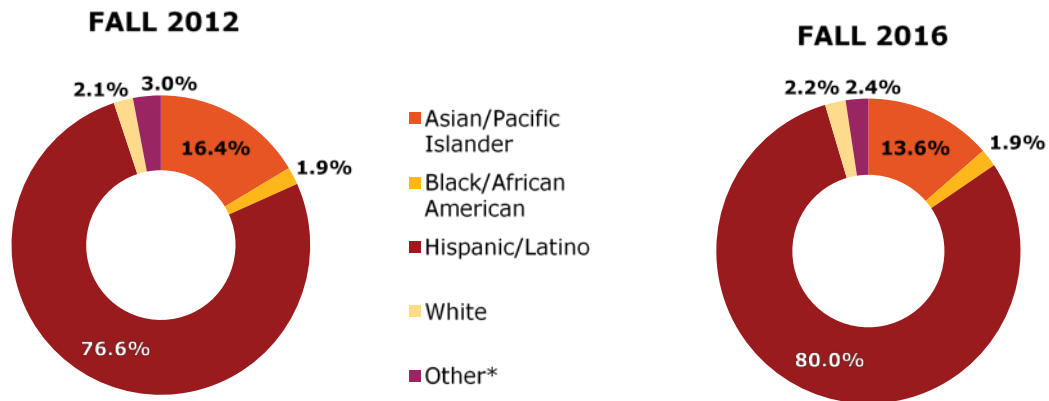 FALL 2012
3.0%
2.1%
16.4%
1.9%
76.6%
Asian/Pacific
Islander
Black/African
American
Hispanic/Latino
White
Other*
FALL 2016
2.2%
2.4%
13.6%
1.9%
80.0%